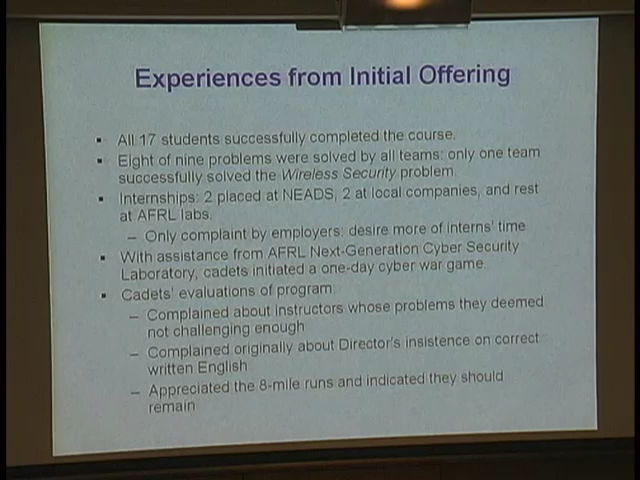 Experiences from Initial Offering
▪ All 17 students successfully completed the course.
▪ Eight of nine problems were solved by all teams: only one team
successfully solved the Wireless Security problem.
▪ Internships: 2 placed at NEADS, 2 at local companies, and rest
at AFRL labs.
– Only complaint by employers: desire more of interns' time
▪ With assistance from AFRL Next-Generation Cyber Security
Laboratory, cadets initiated a one-day cyber war game.
▪ Cadets' evaluations of program:
– Complained about instructors whose problems they deemed
not challenging enough
– Complained originally about Director's insistence on correct
written English
– Appreciated the 8-mile runs and indicated they should
remain